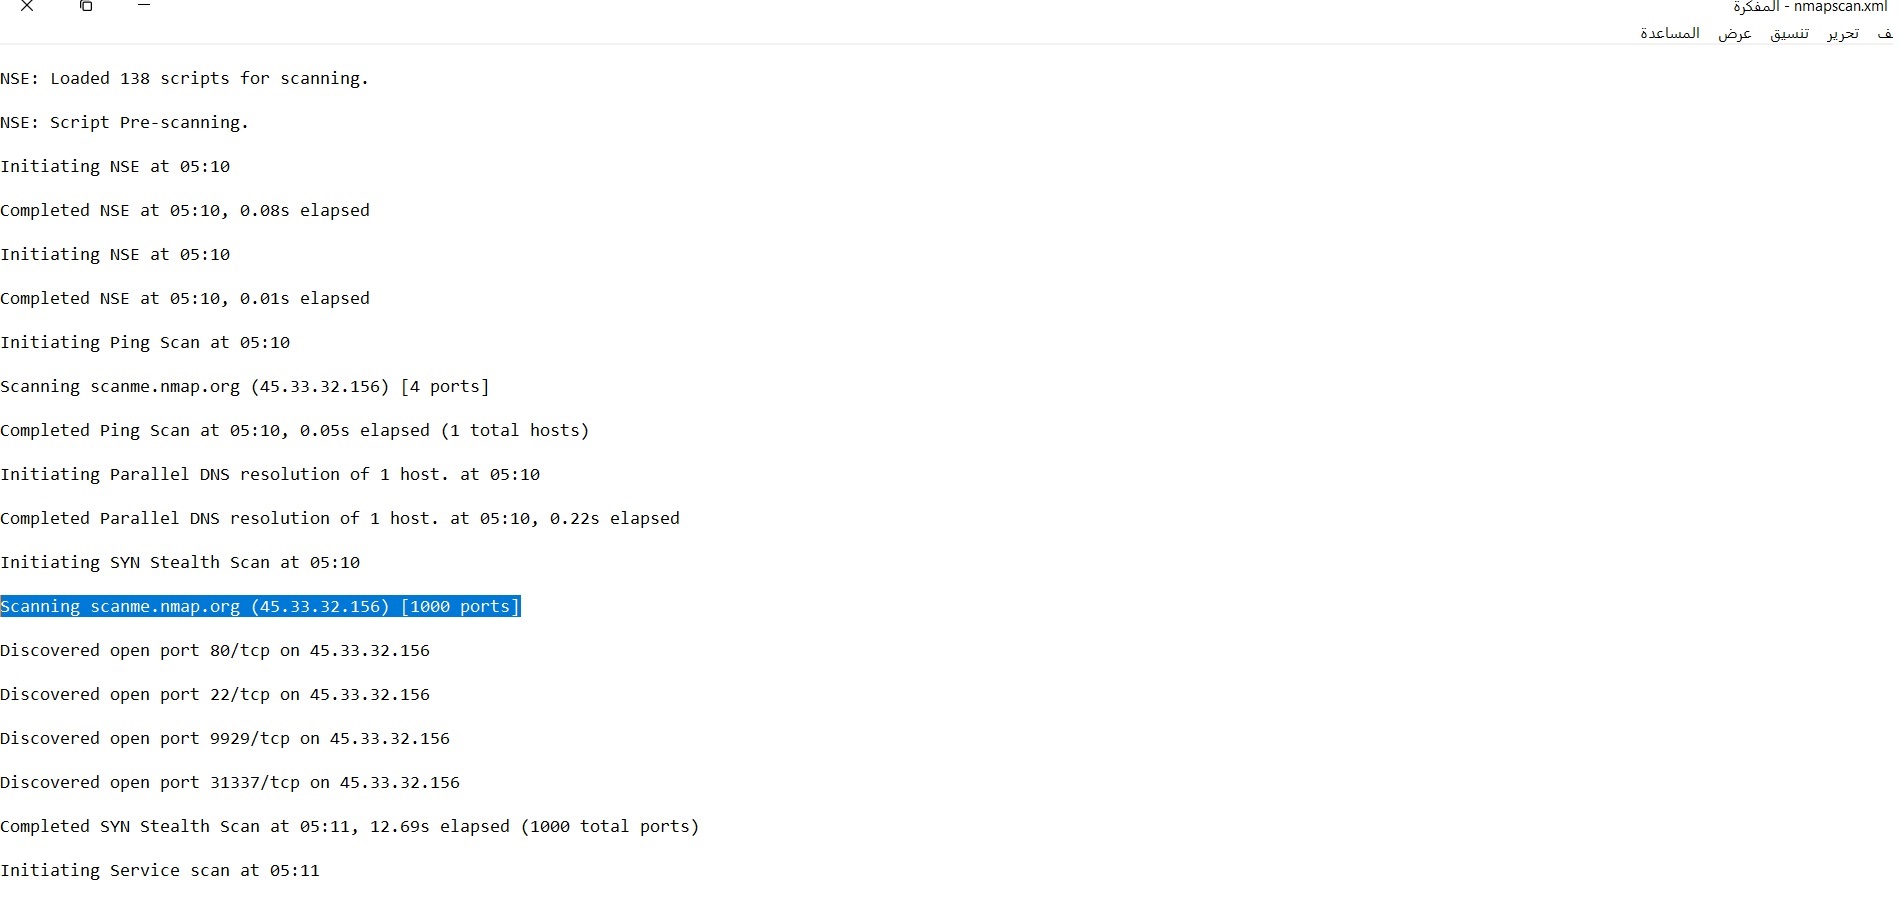 nmapscan.xml - المفكرة
تحرير تنسيق عرض المساعدة
NSE: Loaded 138 scripts for scanning.
NSE: Script Pre-scanning.
Initiating NSE at 05:10
Completed NSE at 05:10, 0.08s elapsed
Initiating NSE at 05:10
Completed NSE at 05:10, 0.01s elapsed
Initiating Ping Scan at 05:10
Scanning scanme.nmap.org (45.33.32.156) [4 ports]
Completed Ping Scan at 05:10, 0.05s elapsed (1 total hosts)
Initiating Parallel DNS resolution of 1 host. at 05:10
Completed Parallel DNS resolution of 1 host. at 05:10, 0.22s elapsed
Initiating SYN Stealth Scan at 05:10
Scanning scanme.nmap.org (45.33.32.156) [1000 ports]
Discovered open port 80/tcp on 45.33.32.156
Discovered open port 22/tcp on 45.33.32.156
Discovered open port 9929/tcp on 45.33.32.156
Discovered open port 31337/tcp on 45.33.32.156
Completed SYN Stealth Scan at 05:11, 12.69s elapsed (1000 total ports)
Initiating Service scan at 05:11